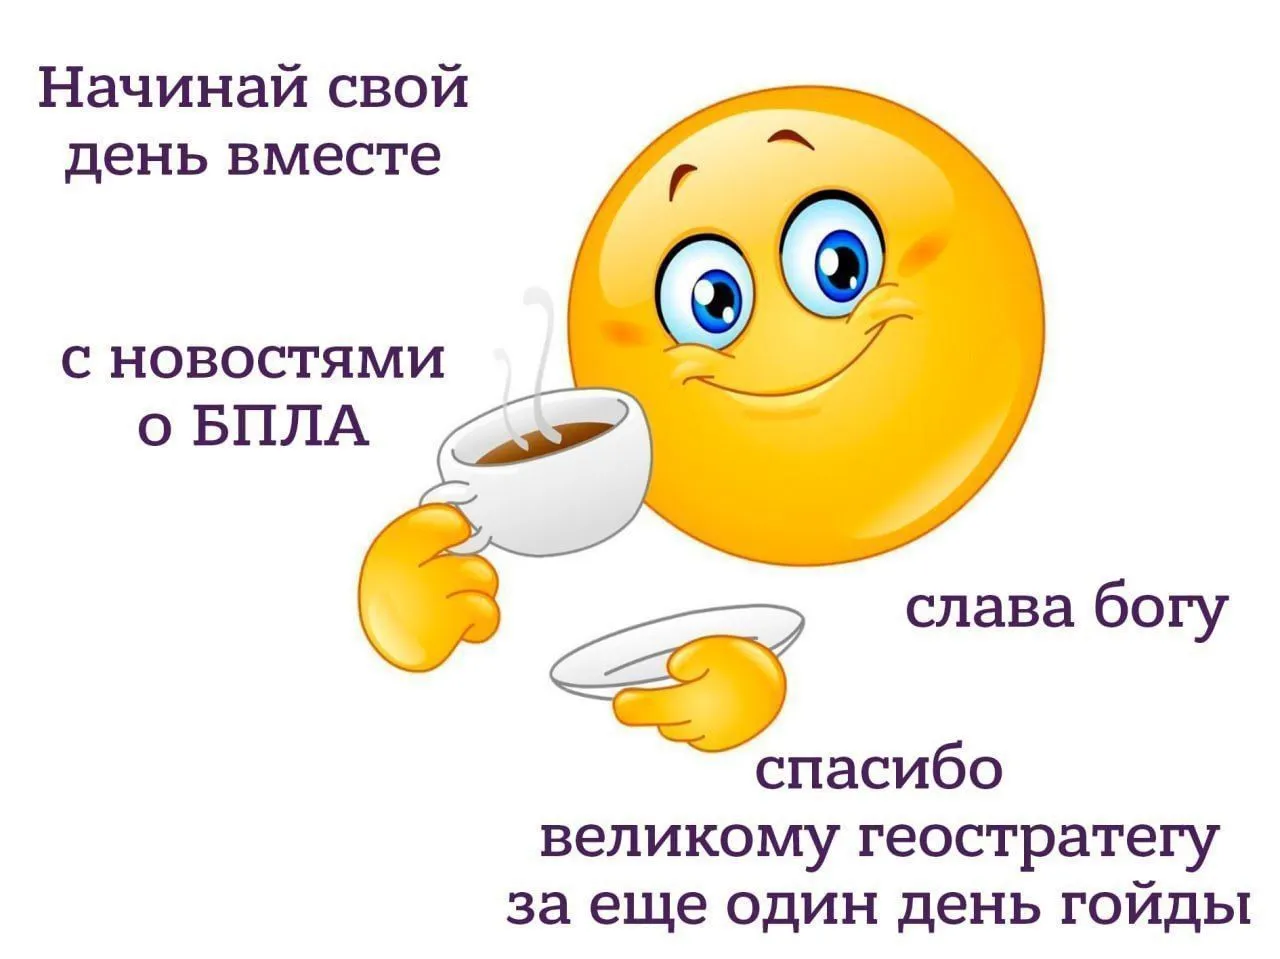 Начинай свой
день вместе
с новостями
о БПЛА
слава богу
спасибо
великому геостратегу
за еще один день гойды